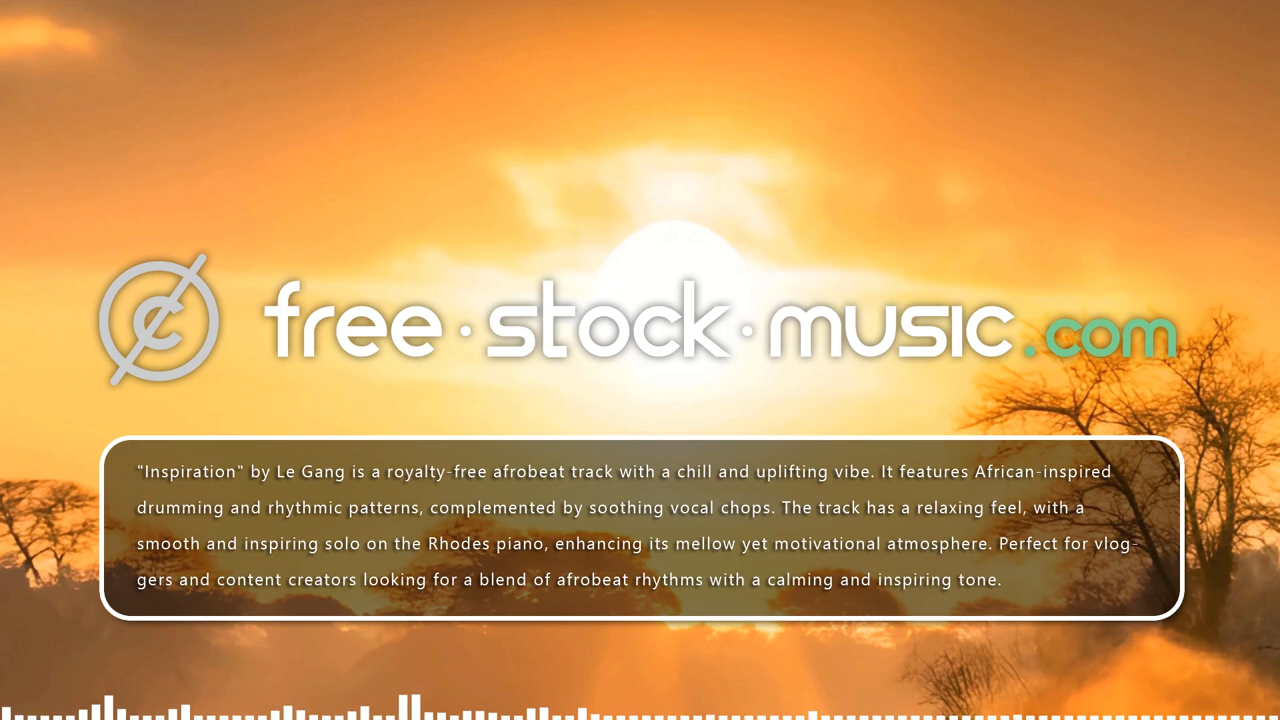 free·stock·music.com
"Inspiration" by Le Gang is a royalty-free afrobeat track with a chill and uplifting vibe. It features African-inspired
drumming and rhythmic patterns, complemented by soothing vocal chops. The track has a relaxing feel, with a
smooth and inspiring solo on the Rhodes piano, enhancing its mellow yet motivational atmosphere. Perfect for vlog-
gers and content creators looking for a blend of afrobeat rhythms with a calming and inspiring tone.